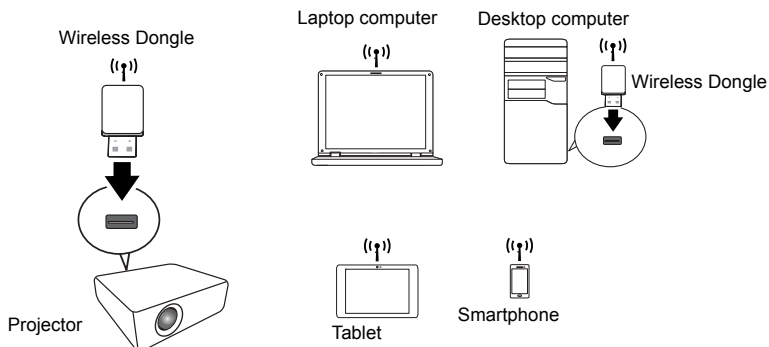 Wireless Dongle
Laptop computer
Desktop computer
Wireless Dongle
Projector
Tablet
Smartphone